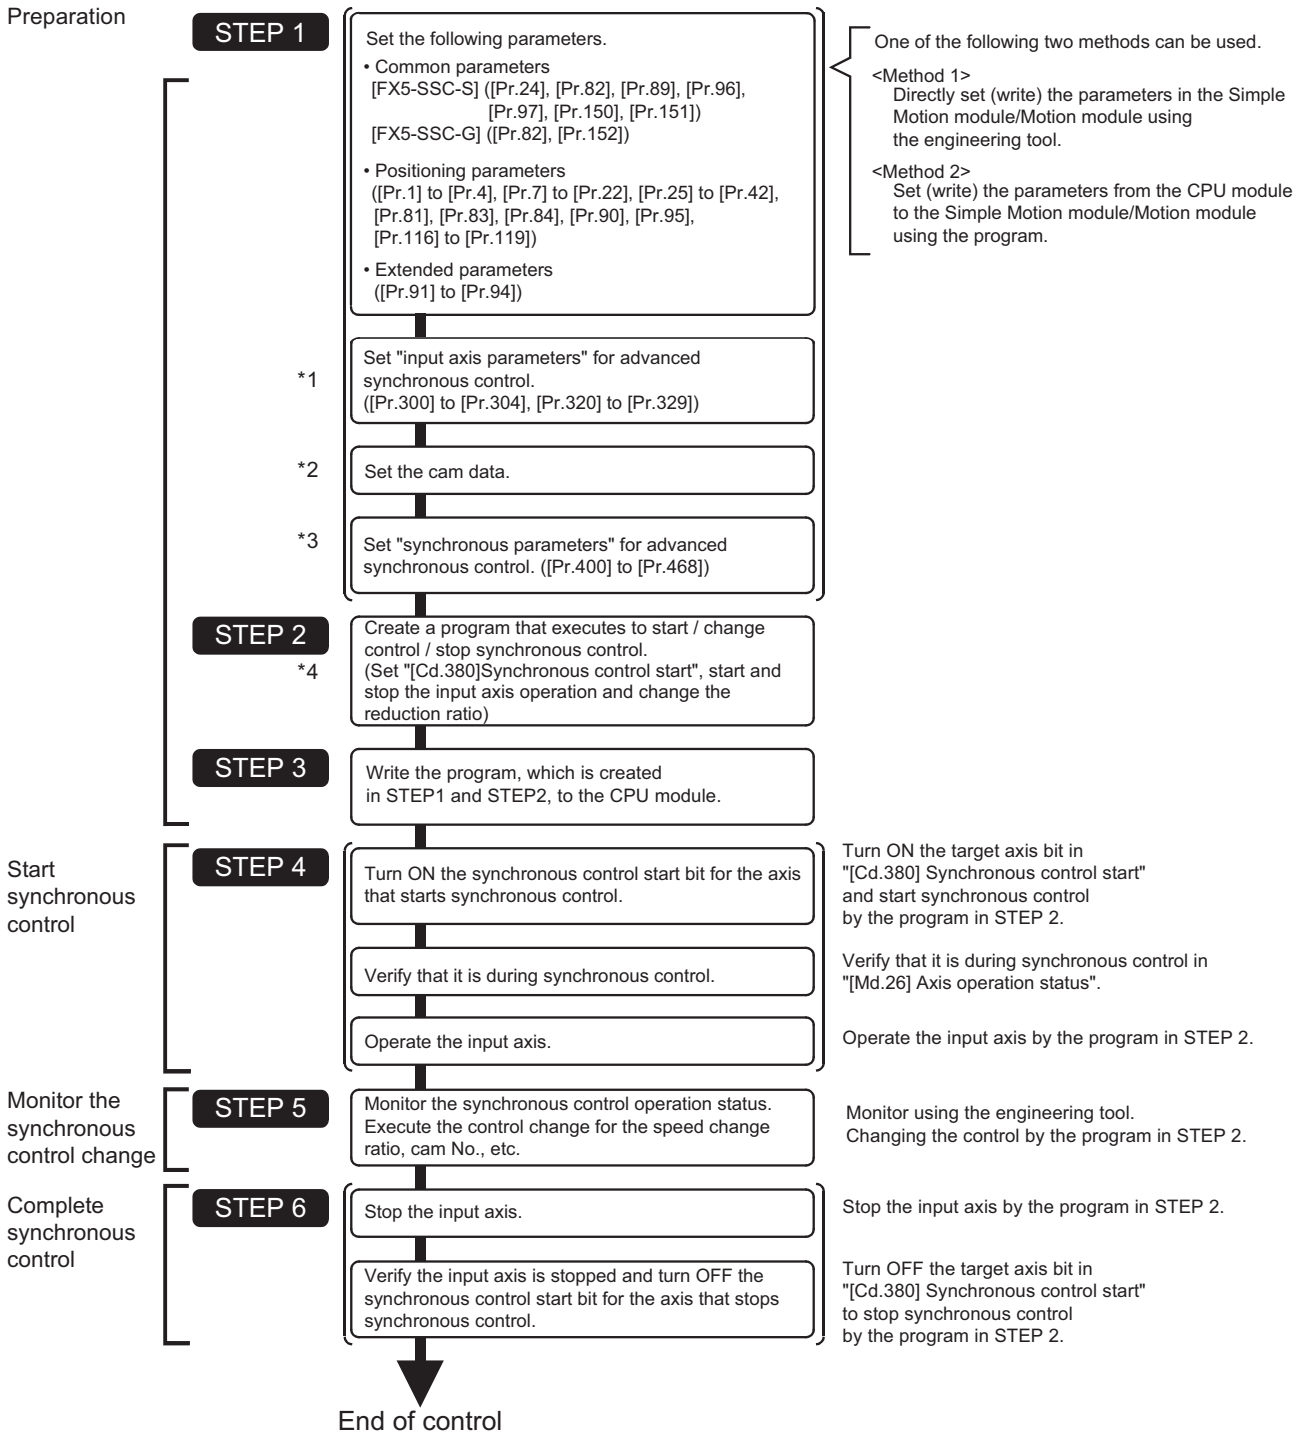 Preparation
STEP 1
Set the following parameters.
• Common parameters
[FX5-SSC-S] ([Pr.24], [Pr.82], [Pr.89], [Pr.96],
[Pr.97], [Pr.150], [Pr.151])
[FX5-SSC-G] ([Pr.82], [Pr.152])
• Positioning parameters
([Pr.1] to [Pr.4], [Pr.7] to [Pr.22], [Pr.25] to [Pr.42],
[Pr.81], [Pr.83], [Pr.84], [Pr.90], [Pr.95],
[Pr.116] to [Pr.119])
• Extended parameters
([Pr.91] to [Pr.94])
One of the following two methods can be used.
<Method 1>
Directly set (write) the parameters in the Simple
Motion module/Motion module using
the engineering tool.
<Method 2>
Set (write) the parameters from the CPU module
to the Simple Motion module/Motion module
using the program.
*1
Set "input axis parameters" for advanced
synchronous control.
([Pr.300] to [Pr.304], [Pr.320] to [Pr.329])
*2
Set the cam data.
*3
Set "synchronous parameters" for advanced
synchronous control. ([Pr.400] to [Pr.468])
STEP 2
*4
Create a program that executes to start / change
control / stop synchronous control.
(Set "[Cd.380]Synchronous control start", start and
stop the input axis operation and change the
reduction ratio)
STEP 3
Write the program, which is created
in STEP1 and STEP2, to the CPU module.
Start
synchronous
control
STEP 4
Turn ON the synchronous control start bit for the axis
that starts synchronous control.
Turn ON the target axis bit in
"[Cd.380] Synchronous control start"
and start synchronous control
by the program in STEP 2.
Verify that it is during synchronous control.
Verify that it is during synchronous control in
"[Md.26] Axis operation status".
Operate the input axis.
Operate the input axis by the program in STEP 2.
Monitor the
synchronous
control change
STEP 5
Monitor the synchronous control operation status.
Execute the control change for the speed change
ratio, cam No., etc.
Monitor using the engineering tool.
Changing the control by the program in STEP 2.
Complete
synchronous
control
STEP 6
Stop the input axis.
Stop the input axis by the program in STEP 2.
Verify the input axis is stopped and turn OFF the
synchronous control start bit for the axis that stops
synchronous control.
Turn OFF the target axis bit in
"[Cd.380] Synchronous control start"
to stop synchronous control
by the program in STEP 2.
End of control